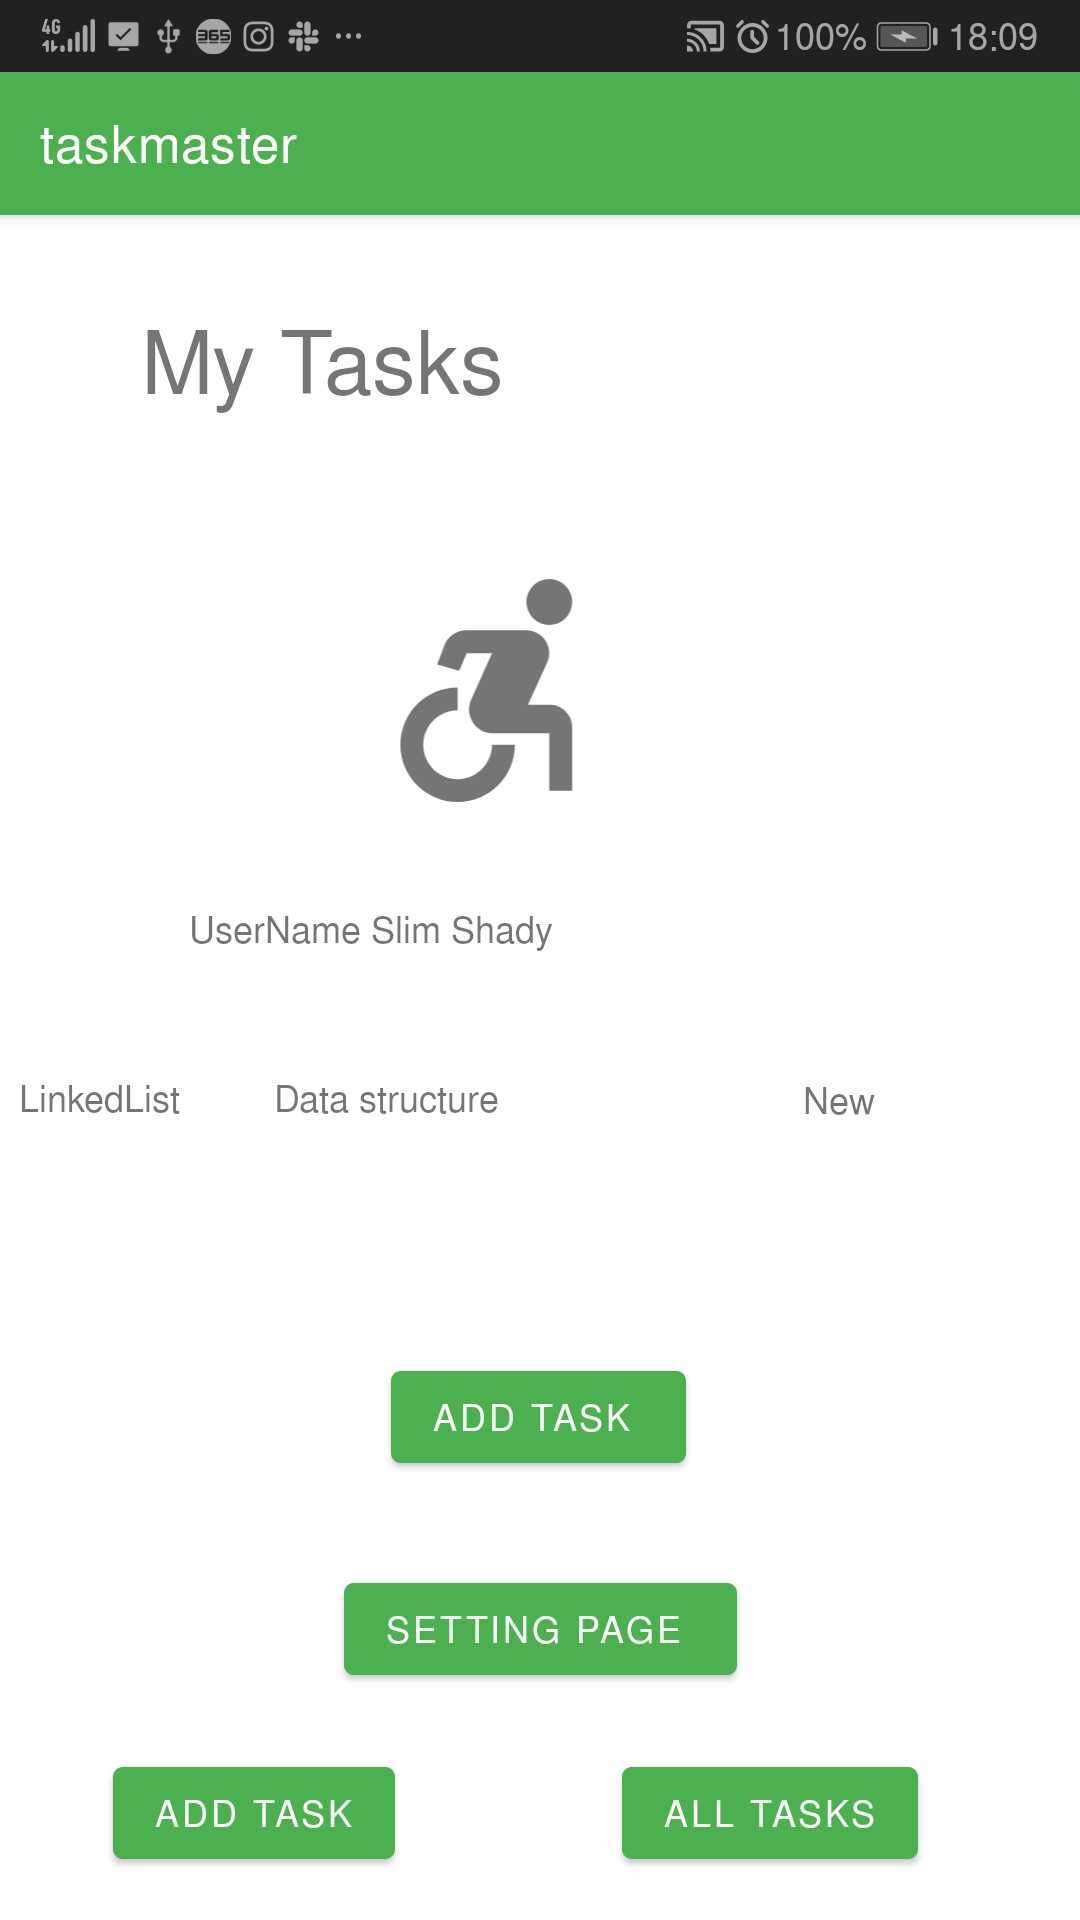 4G 365 100% 18:09
taskmaster
My Tasks
UserName Slim Shady
LinkedList Data structure New
ADD TASK
SETTING PAGE
ADD TASK ALL TASKS